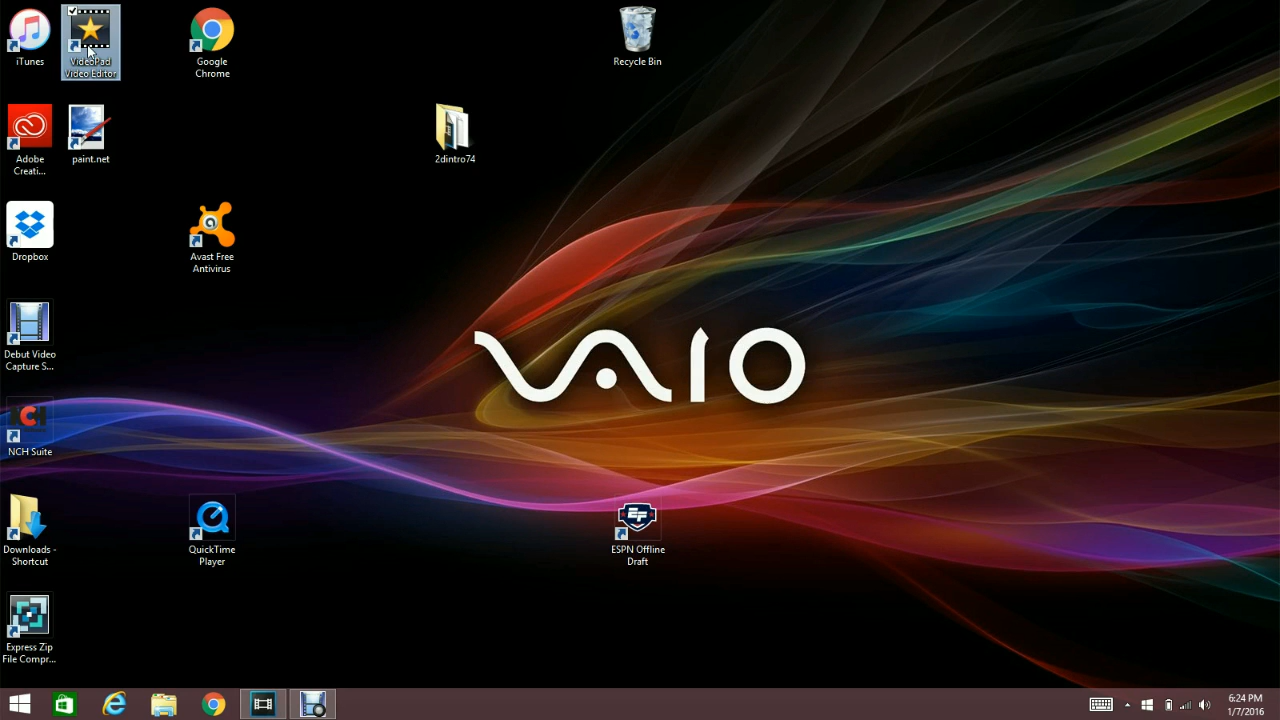 iTunes
VideoPad
Video Editor
Google
Chrome
Recycle Bin
Adobe
Creati...
paint.net
2dintro74
Dropbox
Avast Free
Antivirus
VAIO
Debut Video
Capture S...
NCH Suite
Downloads -
Shortcut
QuickTime
Player
EF
ESPN Offline
Draft
Express Zip
File Compr...
6:24 PM
1/7/2016